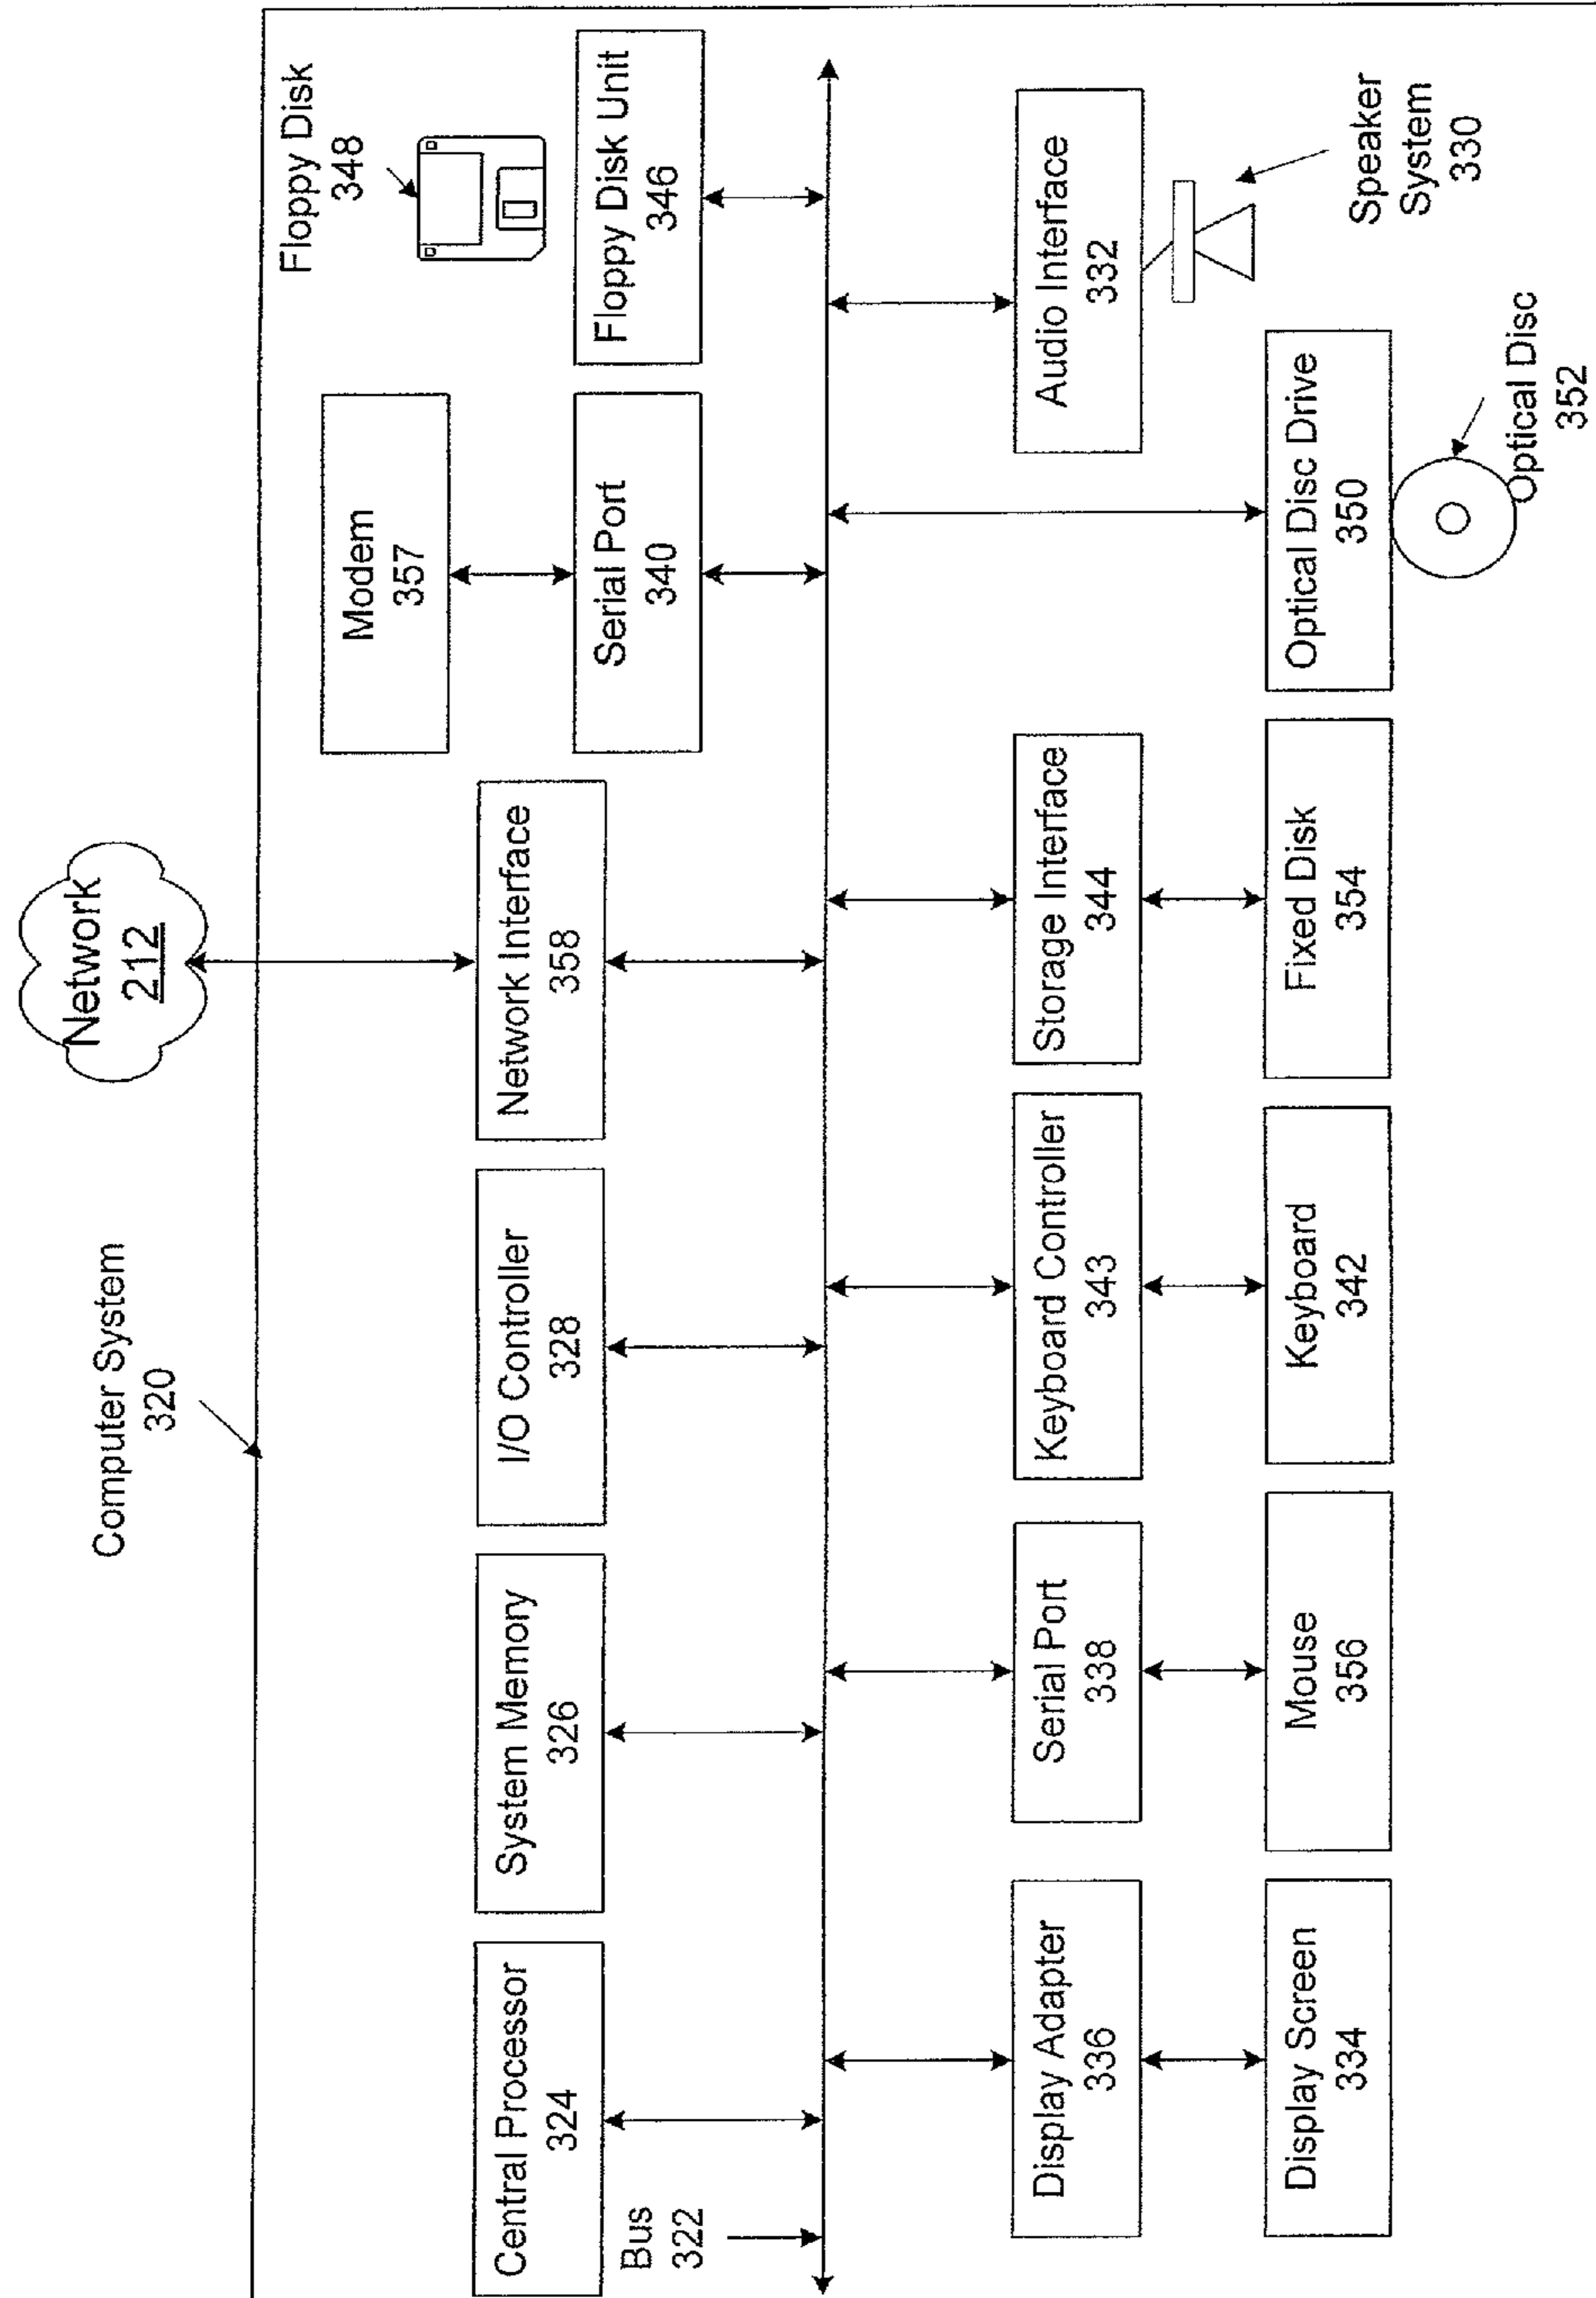 Network
212
Computer System
320
Floppy Disk
348
Modem
357
Central Processor
324
System Memory
326
I/O Controller
328
Network Interface
358
Serial Port
340
Floppy Disk Unit
346
Bus
322
Display Adapter
336
Serial Port
338
Keyboard Controller
343
Storage Interface
344
Audio Interface
332
Display Screen
334
Mouse
356
Keyboard
342
Fixed Disk
354
Optical Disc Drive
350
Speaker
System
330
Optical Disc
352